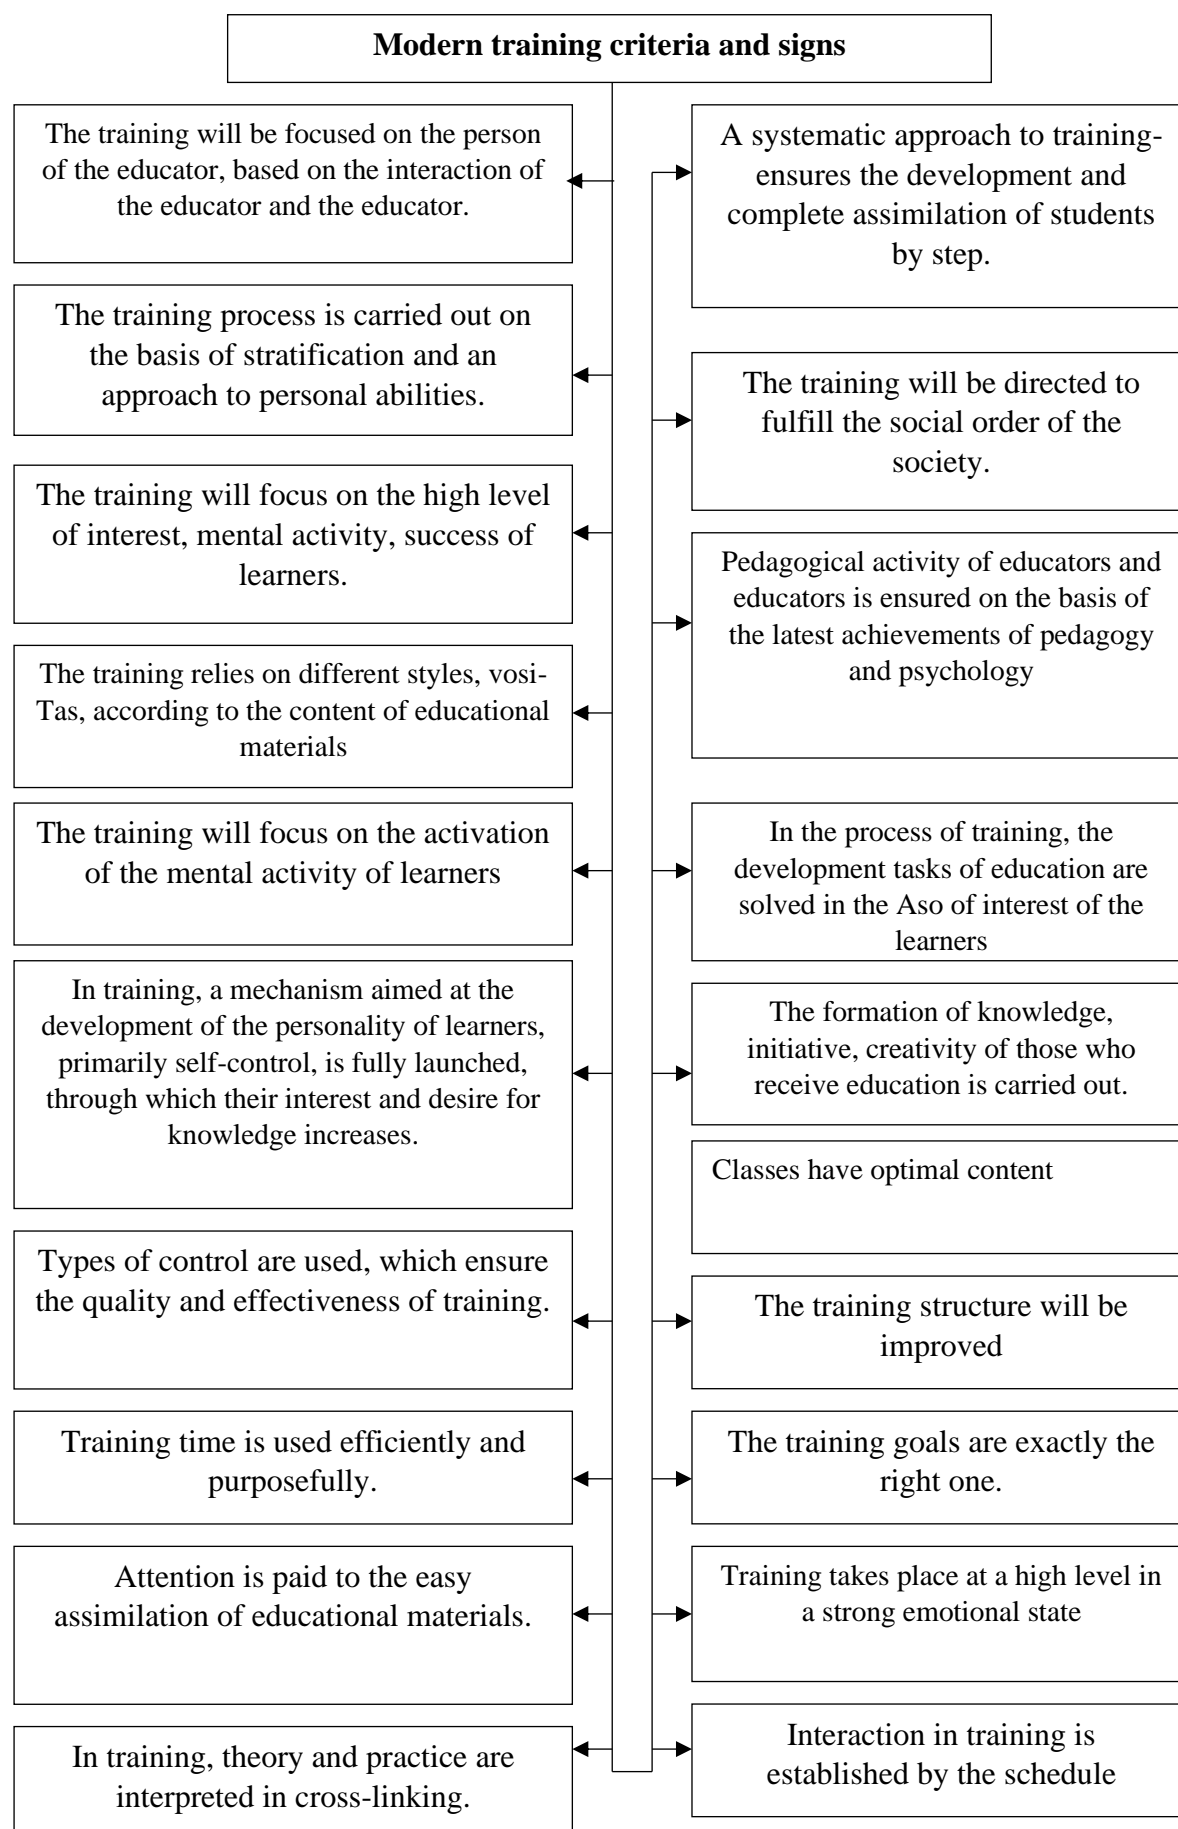 Modern training criteria and signs
The training will be focused on the person
of the educator, based on the interaction of
the educator and the educator.
The training process is carried out on
the basis of stratification and an
approach to personal abilities.
The training will focus on the high level
of interest, mental activity, success of
learners.
The training relies on different styles, vosi-
Tas, according to the content of educational
materials
The training will focus on the activation
of the mental activity of learners
In training, a mechanism aimed at the
development of the personality of learners,
primarily self-control, is fully launched,
through which their interest and desire for
knowledge increases.
Types of control are used, which ensure
the quality and effectiveness of training.
Training time is used efficiently and
purposefully.
Attention is paid to the easy
assimilation of educational materials.
In training, theory and practice are
interpreted in cross-linking.
A systematic approach to training-
ensures the development and
complete assimilation of students
by step.
The training will be directed to
fulfill the social order of the
society.
Pedagogical activity of educators and
educators is ensured on the basis of
the latest achievements of pedagogy
and psychology
In the process of training, the
development tasks of education are
solved in the Aso of interest of the
learners
The formation of knowledge,
initiative, creativity of those who
receive education is carried out.
Classes have optimal content
The training structure will be
improved
The training goals are exactly the
right one.
Training takes place at a high level in
a strong emotional state
Interaction in training is
established by the schedule